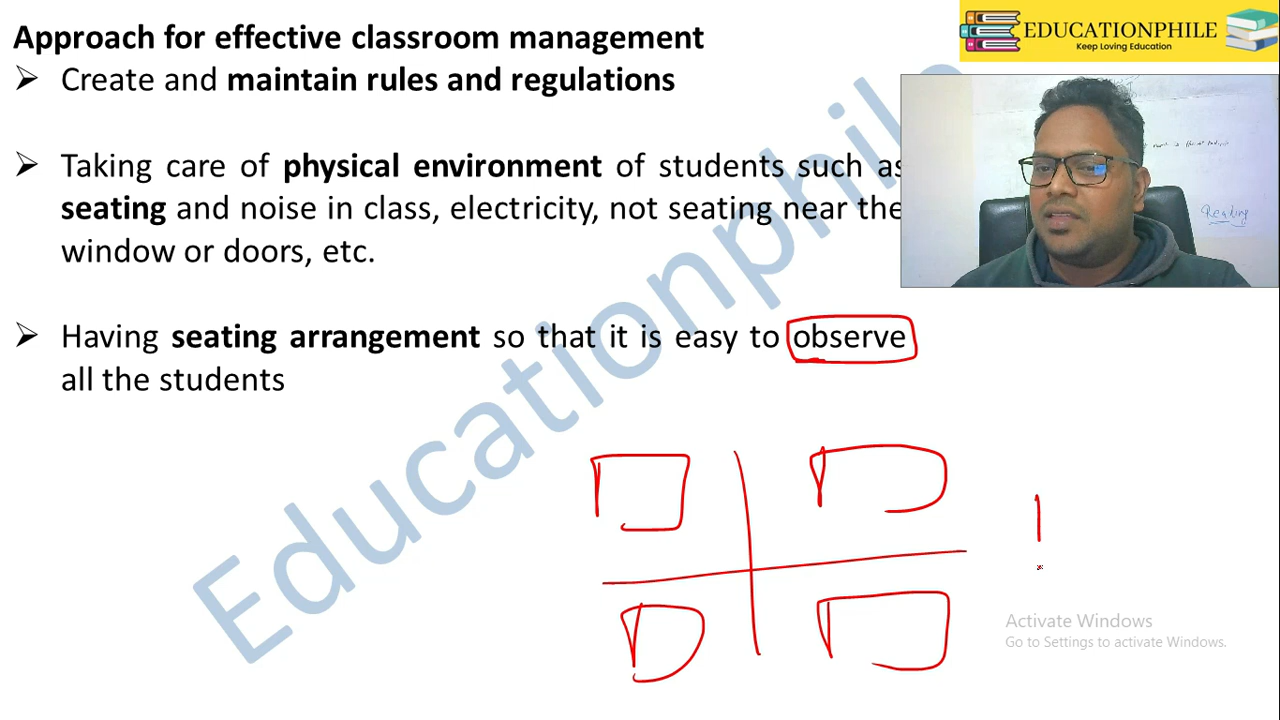 Approach for effective classroom management
➢ Create and maintain rules and regulations
➢ Taking care of physical environment of students such as
seating and noise in class, electricity, not seating near the
window or doors, etc.
➢ Having seating arrangement so that it is easy to observe
all the students
EDUCATIONPHILE
Keep Loving Education
Reading
Educationphile
Activate Windows
Go to Settings to activate Windows.